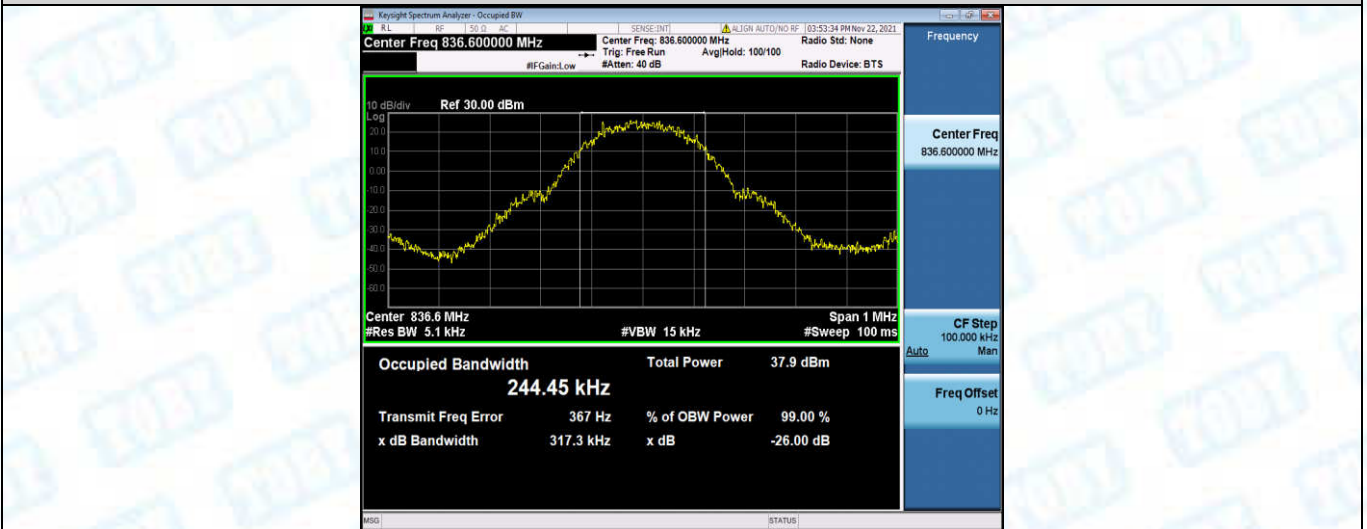 Keysight Spectrum Analyzer - Occupied BW
RL RF 50 Ω AC SENSE:INT ALIGN AUTO/NO RF 03:53:34 PM Nov 22, 2021
Center Freq 836.600000 MHz
Center Freq: 836.600000 MHz Radio Std: None
Trig: Free Run Avg|Hold: 100/100
#IFGain:Low #Atten: 40 dB Radio Device: BTS
10 dB/div Ref 30.00 dBm
Log
20.0
10.0
0.00
-10.0
-20.0
-30.0
-40.0
-50.0
-60.0
Center 836.6 MHz Span 1 MHz
#Res BW 5.1 kHz #VBW 15 kHz #Sweep 100 ms
Occupied Bandwidth Total Power 37.9 dBm
244.45 kHz
Transmit Freq Error 367 Hz % of OBW Power 99.00 %
x dB Bandwidth 317.3 kHz x dB -26.00 dB
MSG STATUS
Frequency
Center Freq
836.600000 MHz
CF Step
100.000 kHz
Auto Man
Freq Offset
0 Hz